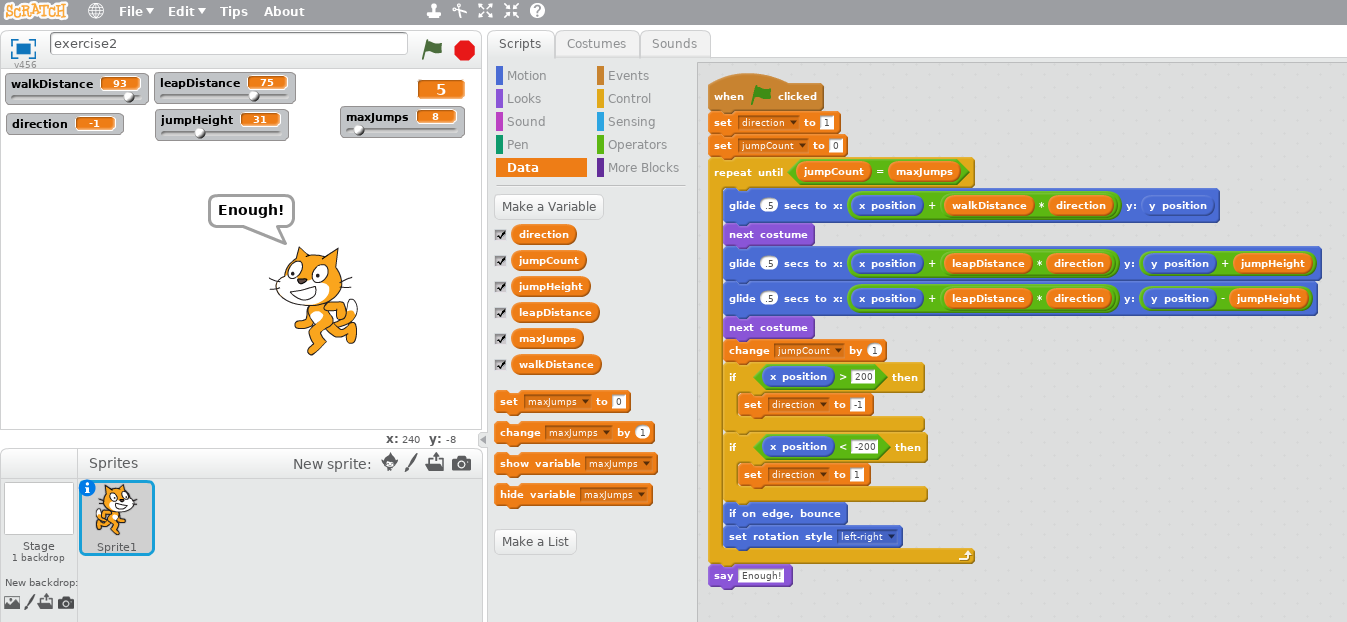 SCRATCH File Edit Tips About
exercise2
v456
walkDistance 93
leapDistance 75
5
direction -1
jumpHeight 31
maxJumps 8
Enough!
x: 240 y: -8
Sprites New sprite:
Stage
1 backdrop
New backdrop:
Sprite1
Scripts Costumes Sounds
Motion Events
Looks Control
Sound Sensing
Pen Operators
Data More Blocks
Make a Variable
direction
jumpCount
jumpHeight
leapDistance
maxJumps
walkDistance
set maxJumps to 0
change maxJumps by 1
show variable maxJumps
hide variable maxJumps
Make a List
when clicked
set direction to 1
set jumpCount to 0
repeat until jumpCount = maxJumps
glide .5 secs to x: x position + walkDistance * direction y: y position
next costume
glide .5 secs to x: x position + leapDistance * direction y: y position + jumpHeight
glide .5 secs to x: x position + leapDistance * direction y: y position - jumpHeight
next costume
change jumpCount by 1
if x position > 200 then
set direction to -1
if x position < -200 then
set direction to 1
if on edge, bounce
set rotation style left-right
say Enough!